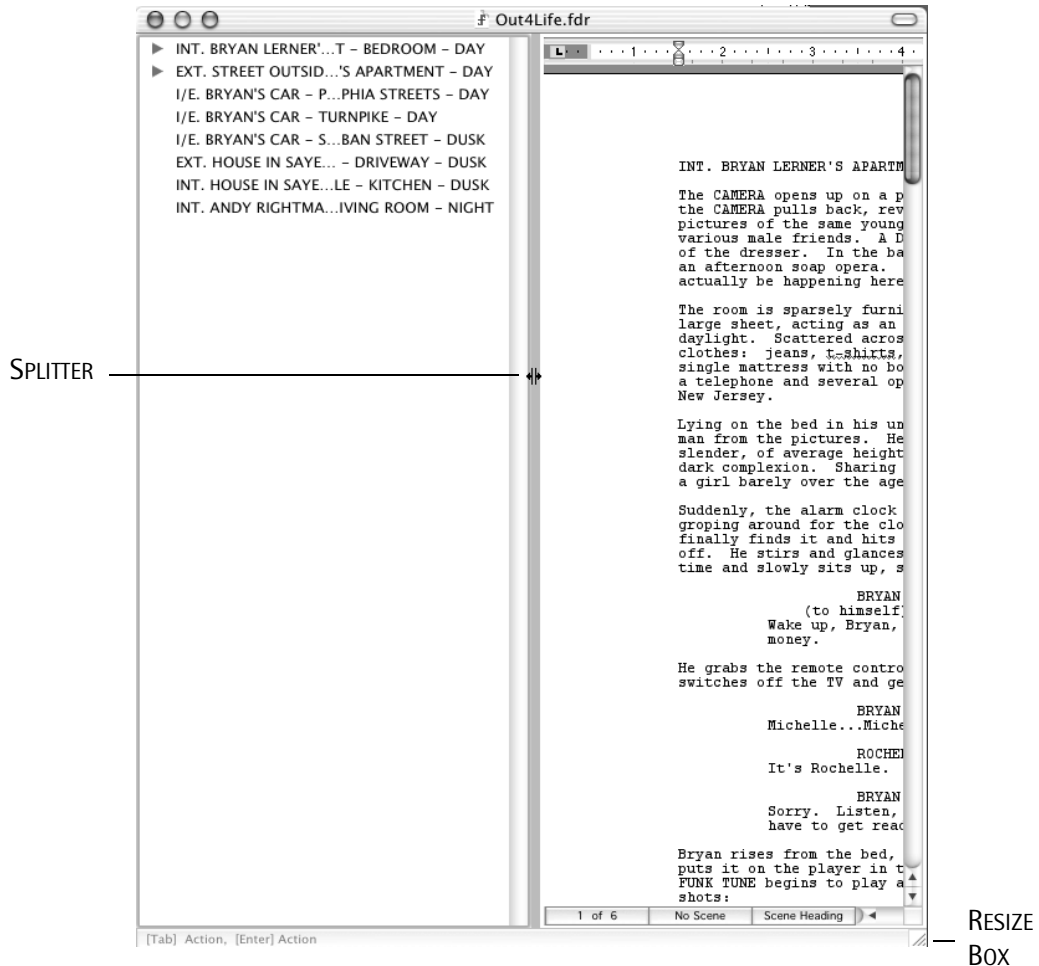 Out4Life.fdr
INT. BRYAN LERNER'...T – BEDROOM – DAY
EXT. STREET OUTSID...'S APARTMENT – DAY
I/E. BRYAN'S CAR – P...PHIA STREETS – DAY
I/E. BRYAN'S CAR – TURNPIKE – DAY
I/E. BRYAN'S CAR – S...BAN STREET – DUSK
EXT. HOUSE IN SAYE... – DRIVEWAY – DUSK
INT. HOUSE IN SAYE...LE – KITCHEN – DUSK
INT. ANDY RIGHTMA...IVING ROOM – NIGHT
SPLITTER
L 1 2 3 4
INT. BRYAN LERNER'S APARTM
The CAMERA opens up on a p
the CAMERA pulls back, rev
pictures of the same young
various male friends. A D
of the dresser. In the ba
an afternoon soap opera.
actually be happening here
The room is sparsely furni
large sheet, acting as an
daylight. Scattered acros
clothes: jeans, t-shirts,
single mattress with no bo
a telephone and several op
New Jersey.
Lying on the bed in his un
man from the pictures. He
slender, of average height
dark complexion. Sharing
a girl barely over the age
Suddenly, the alarm clock
groping around for the clo
finally finds it and hits
off. He stirs and glances
time and slowly sits up, s
BRYAN
(to himself)
Wake up, Bryan,
money.
He grabs the remote contro
switches off the TV and ge
BRYAN
Michelle...Miche
ROCHEL
It's Rochelle.
BRYAN
Sorry. Listen,
have to get read
Bryan rises from the bed,
puts it on the player in t
FUNK TUNE begins to play a
shots:
1 of 6 No Scene Scene Heading
[Tab] Action, [Enter] Action
RESIZE
BOX